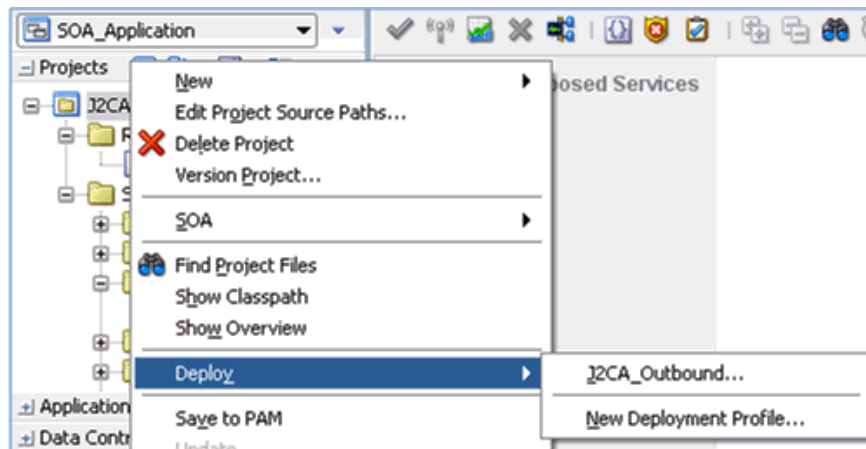 SOA_Application
Projects
J2CA
New
Edit Project Source Paths...
Delete Project
Version Project...
SOA
Find Project Files
Show Classpath
Show Overview
Deploy
Save to PAM
Update
osed Services
J2CA_Outbound...
New Deployment Profile...
Application
Data Contr